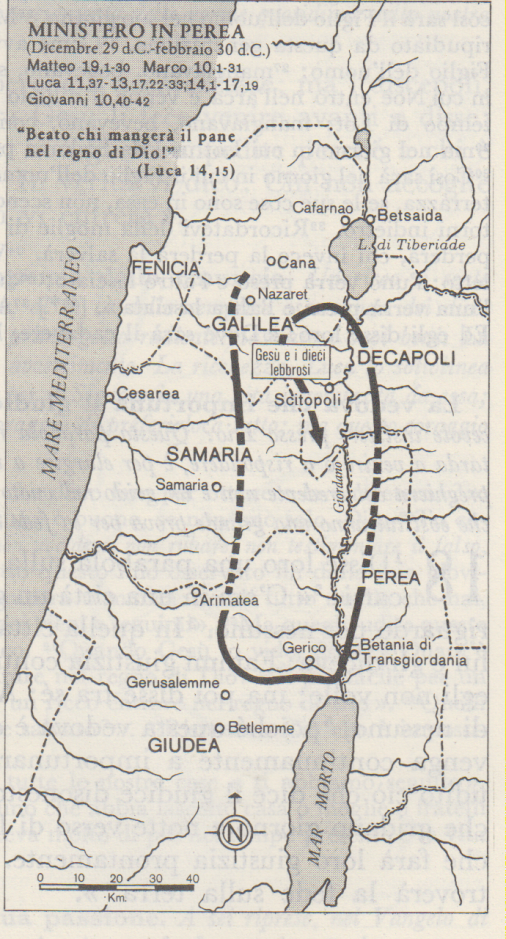 MINISTERO IN PEREA
(Dicembre 29 d.C.-febbraio 30 d.C.)
Matteo 19,1-30 Marco 10,1-31
Luca 11,37-13,17.22-33;14,1-17,19
Giovanni 10,40-42
"Beato chi mangerà il pane
nel regno di Dio!"
(Luca 14,15)
Cafarnao
Betsaida
L. di Tiberiade
FENICIA
Cana
Nazaret
GALILEA
DECAPOLI
Gesù e i dieci
lebbrosi
Scitopoli
MARE MEDITERRANEO
Cesarea
SAMARIA
Samaria
Giordano
PEREA
Arimatea
Gerico
Betania di
Transgiordania
Gerusalemme
Betlemme
GIUDEA
MAR MORTO
N
0 10 20 30 40
Km.